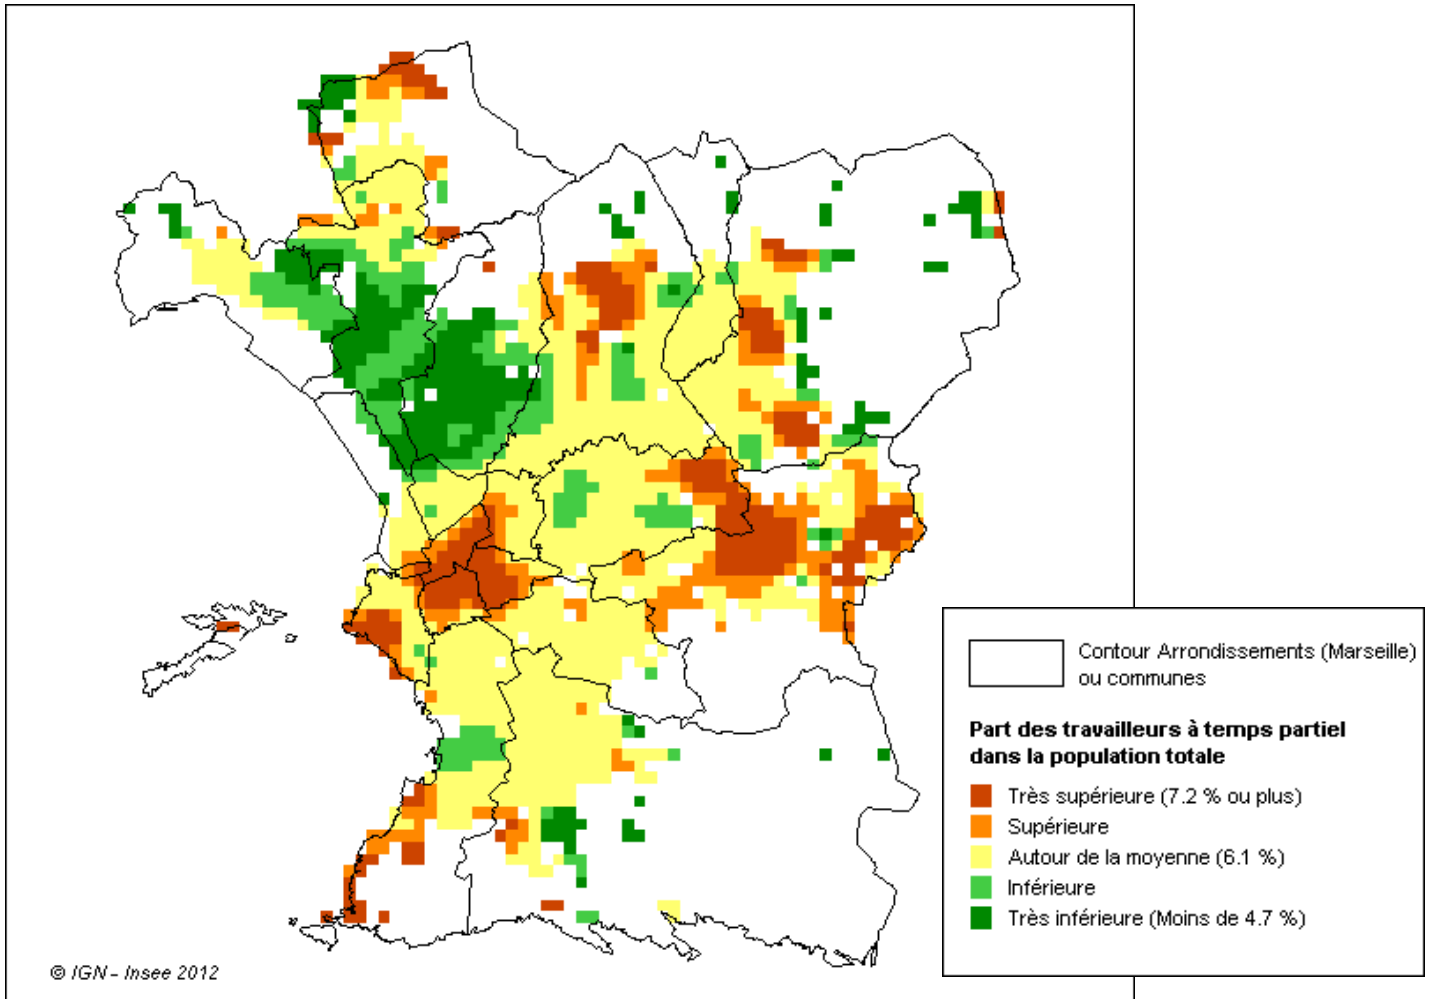 Contour Arrondissements (Marseille)
ou communes
Part des travailleurs à temps partiel
dans la population totale
Très supérieure (7.2 % ou plus)
Supérieure
Autour de la moyenne (6.1 %)
Inférieure
Très inférieure (Moins de 4.7 %)
© IGN - Insee 2012